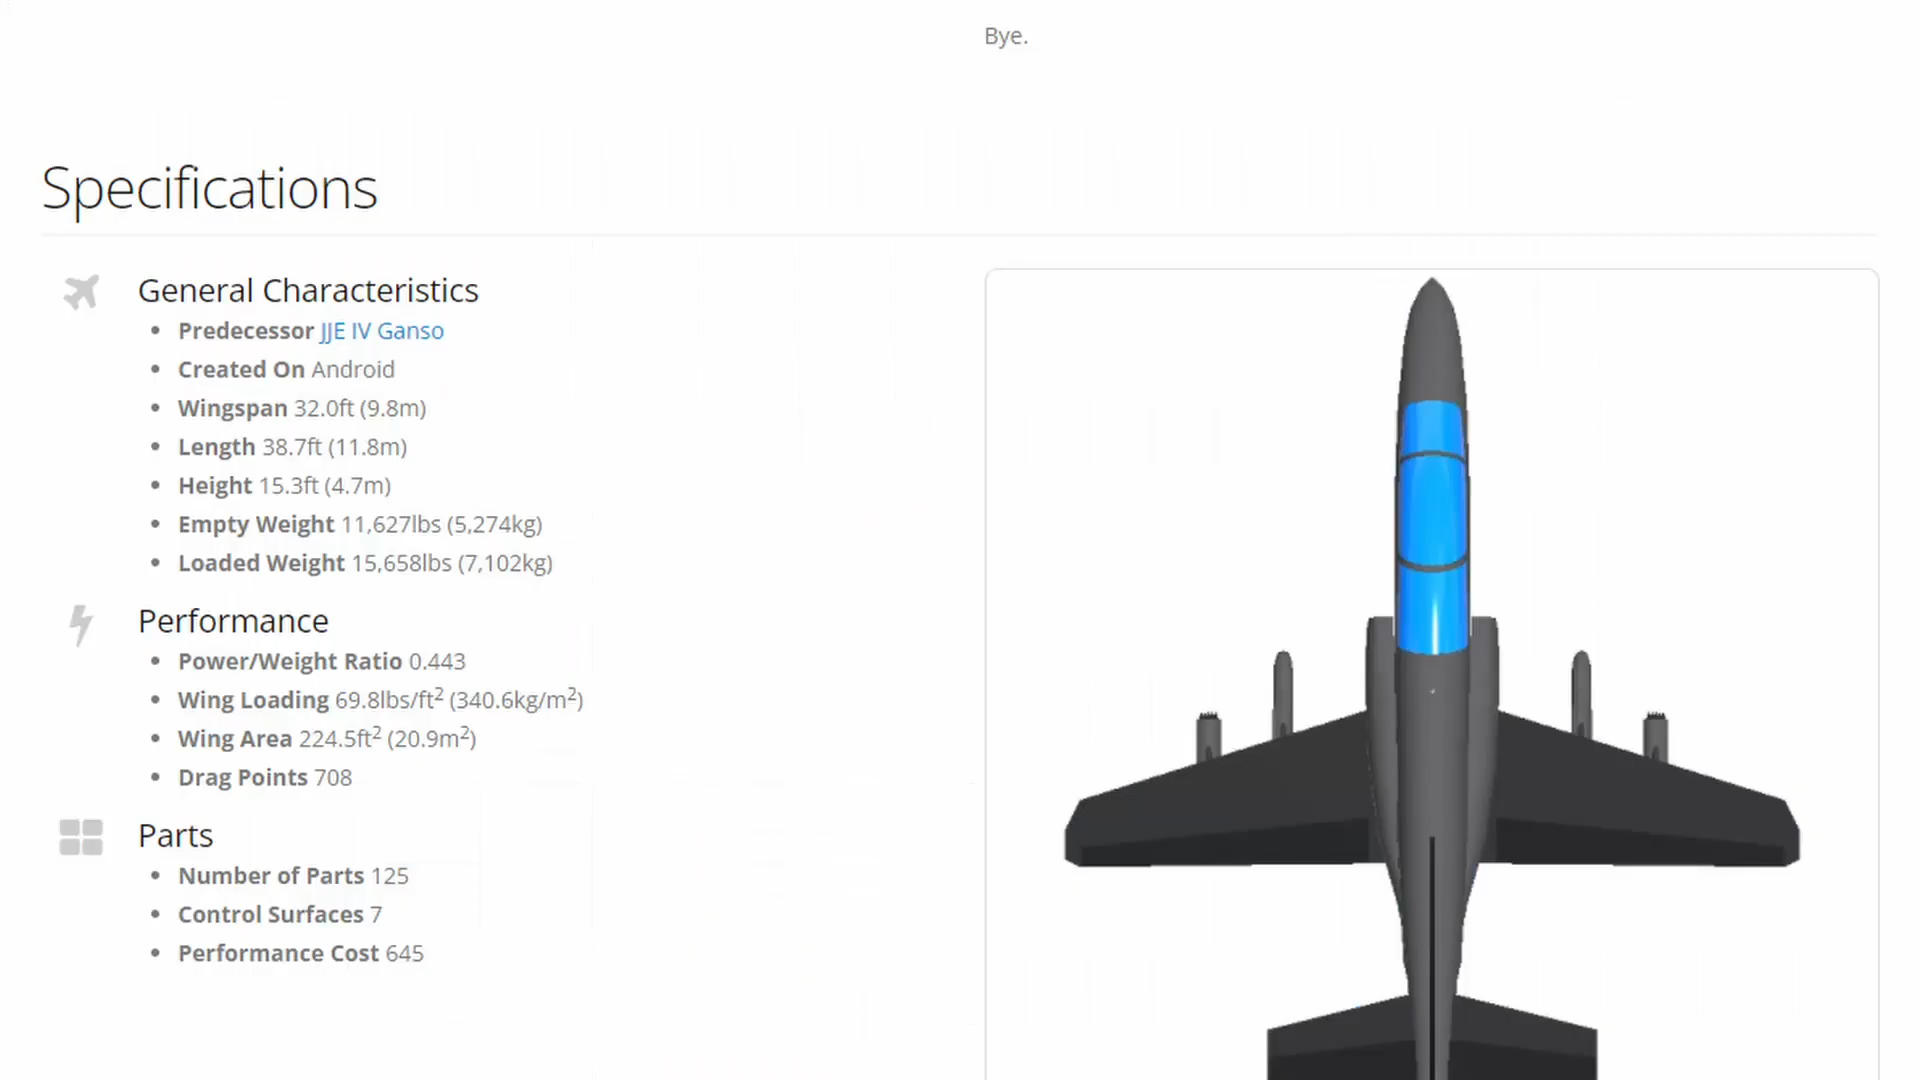 Bye.
Specifications
General Characteristics
Predecessor JJE IV Ganso
Created On Android
Wingspan 32.0ft (9.8m)
Length 38.7ft (11.8m)
Height 15.3ft (4.7m)
Empty Weight 11,627lbs (5,274kg)
Loaded Weight 15,658lbs (7,102kg)
Performance
Power/Weight Ratio 0.443
Wing Loading 69.8lbs/ft² (340.6kg/m²)
Wing Area 224.5ft² (20.9m²)
Drag Points 708
Parts
Number of Parts 125
Control Surfaces 7
Performance Cost 645